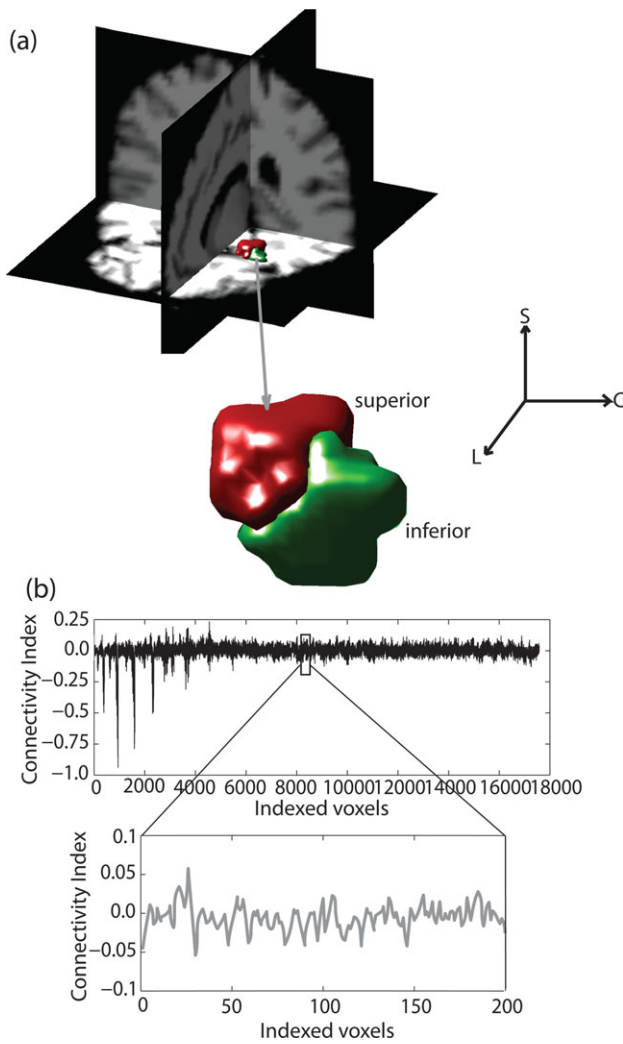 (a)
S
C
L
superior
inferior
(b)
Connectivity Index
0.25
0.0
−0.25
−0.5
−0.75
−1.0
0 2000 4000 6000 8000 10000 12000 14000 16000 18000
Indexed voxels
Connectivity Index
0.1
0.05
0.0
−0.05
−0.1
0 50 100 150 200
Indexed voxels